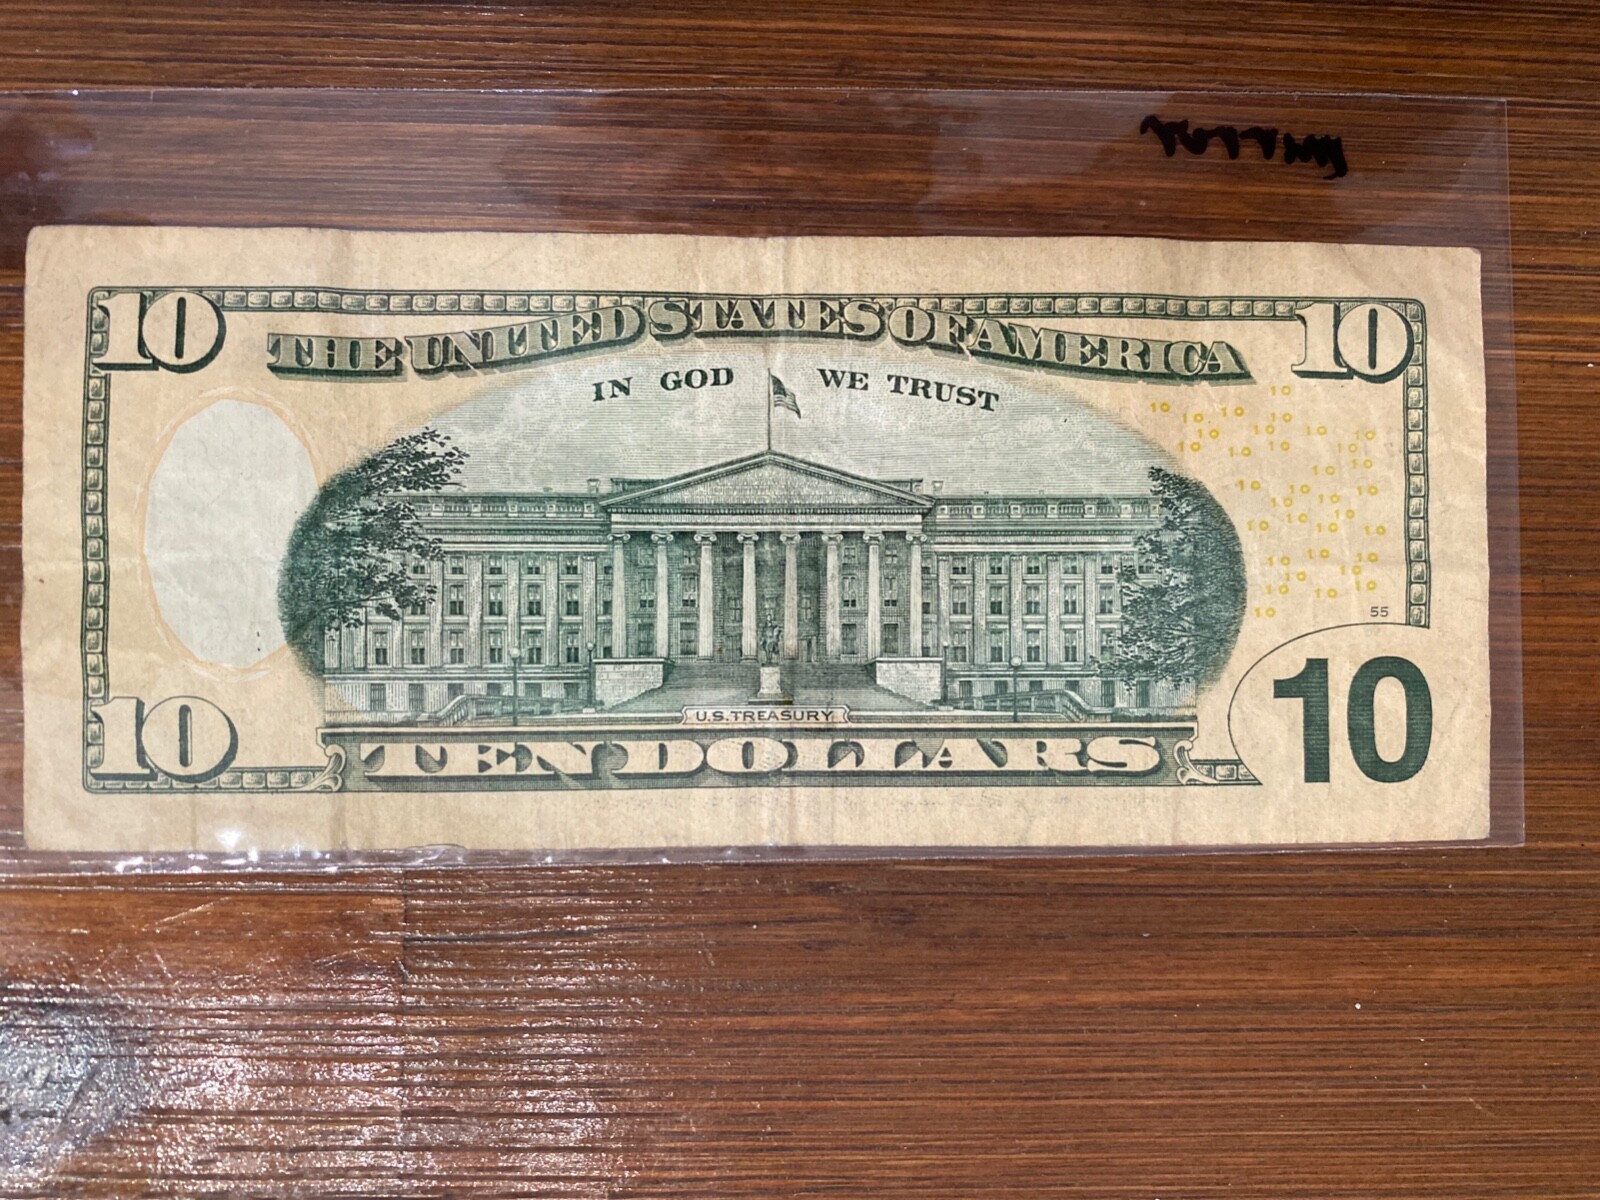 10 10
THE UNITED STATES OF AMERICA
IN GOD WE TRUST
55
U.S. TREASURY
10 TEN DOLLARS 10